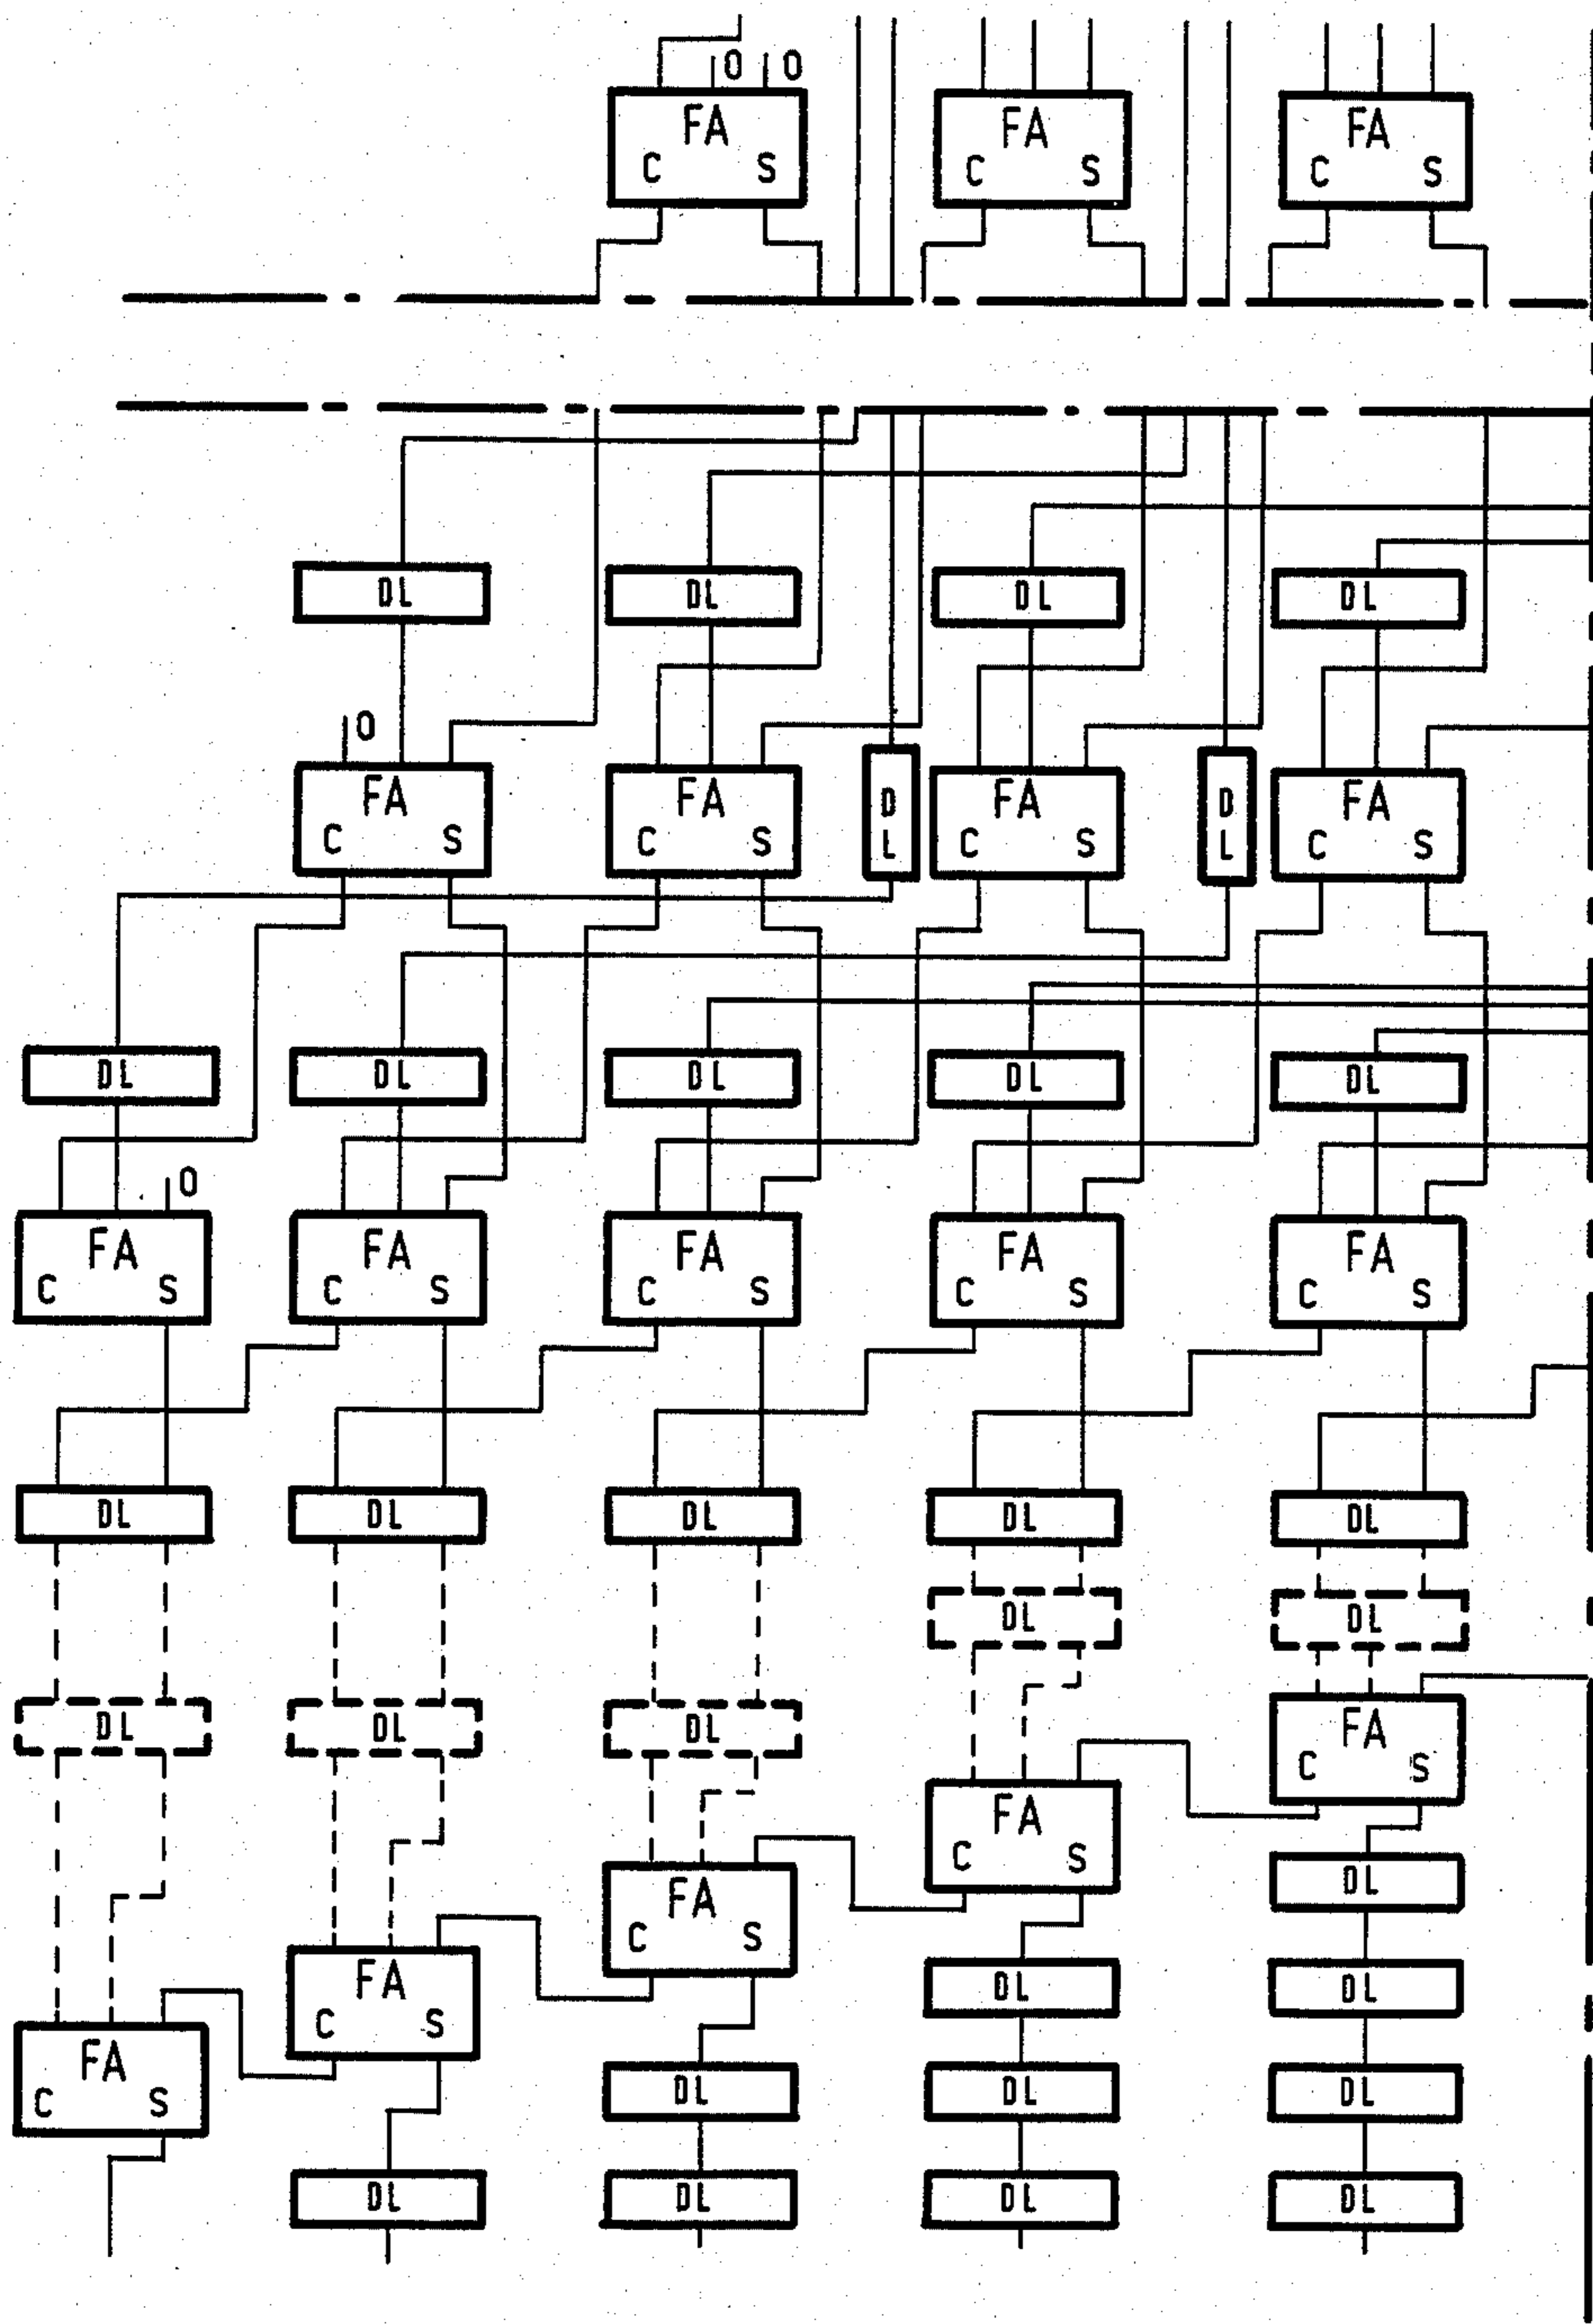 0 0
FA FA FA
C S C S C S
DL DL DL DL
0
FA FA DL FA DL FA
C S C S C S C S
DL DL DL DL DL
0
FA FA FA FA FA
C S C S C S C S C S
DL DL DL DL DL
DL DL
DL DL DL
FA
C S
FA
C S
DL
FA
C S
FA
C S
DL DL
FA
C S
DL DL DL
DL DL DL DL